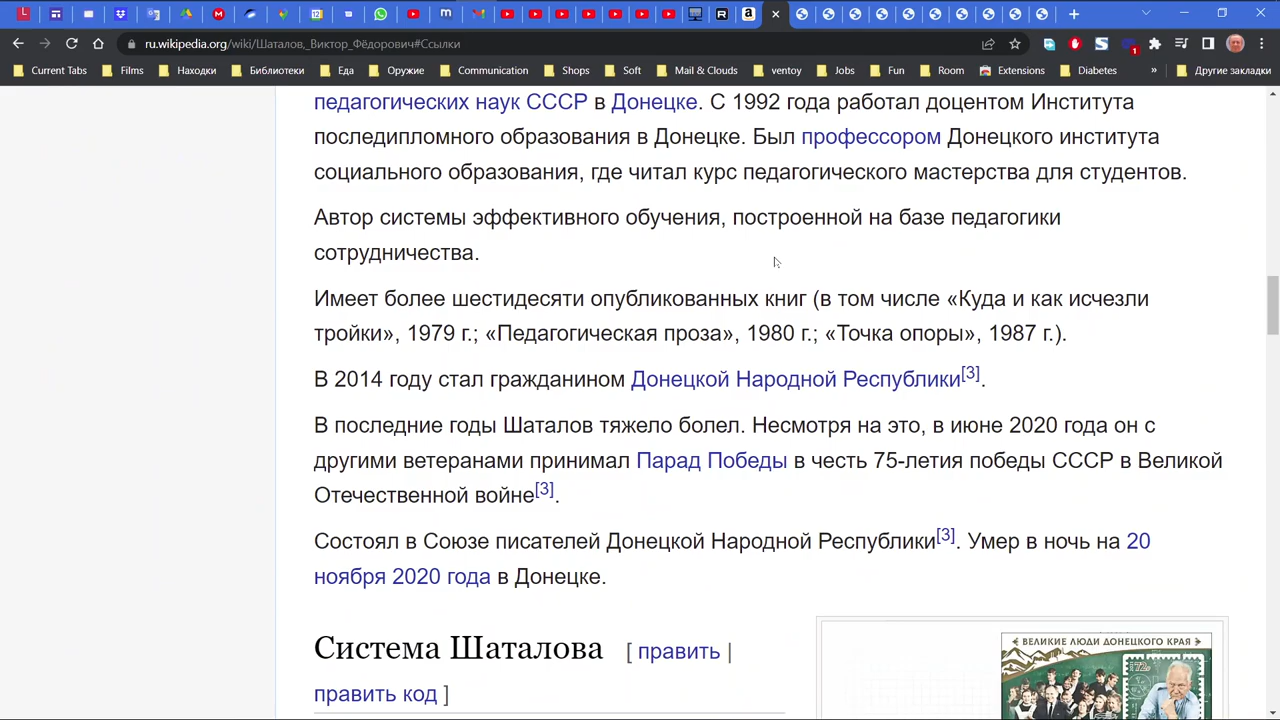 ru.wikipedia.org/wiki/Шаталов,_Виктор_Фёдорович#Ссылки
Current Tabs Films Находки Библиотеки Еда Оружие Communication Shops Soft Mail & Clouds ventoy Jobs Fun Room Extensions Diabetes » Другие закладки
педагогических наук СССР в Донецке. С 1992 года работал доцентом Института
последипломного образования в Донецке. Был профессором Донецкого института
социального образования, где читал курс педагогического мастерства для студентов.
Автор системы эффективного обучения, построенной на базе педагогики
сотрудничества.
Имеет более шестидесяти опубликованных книг (в том числе «Куда и как исчезли
тройки», 1979 г.; «Педагогическая проза», 1980 г.; «Точка опоры», 1987 г.).
В 2014 году стал гражданином Донецкой Народной Республики[3].
В последние годы Шаталов тяжело болел. Несмотря на это, в июне 2020 года он с
другими ветеранами принимал Парад Победы в честь 75-летия победы СССР в Великой
Отечественной войне[3].
Состоял в Союзе писателей Донецкой Народной Республики[3]. Умер в ночь на 20
ноября 2020 года в Донецке.
Система Шаталова [ править |
править код ]
ВЕЛИКИЕ ЛЮДИ ДОНЕЦКОГО КРАЯ